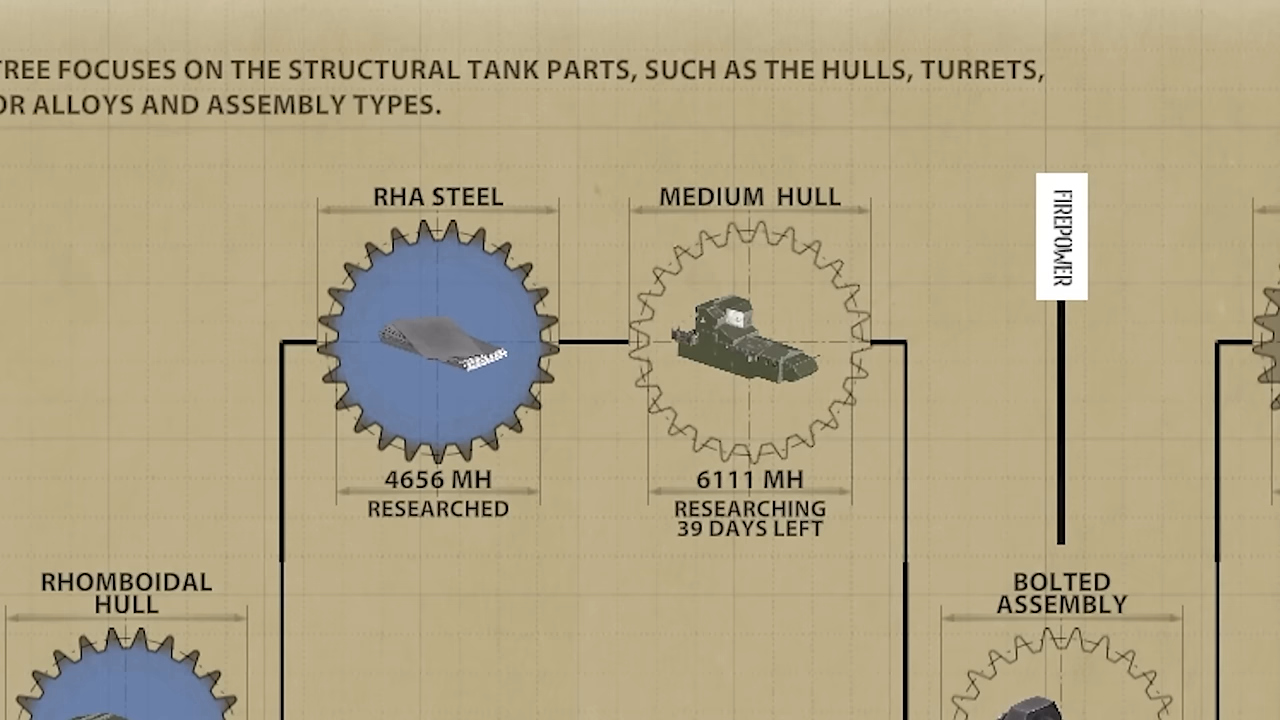 TREE FOCUSES ON THE STRUCTURAL TANK PARTS, SUCH AS THE HULLS, TURRETS,
OR ALLOYS AND ASSEMBLY TYPES.
RHA STEEL
MEDIUM HULL
FIREPOWER
4656 MH
RESEARCHED
6111 MH
RESEARCHING
39 DAYS LEFT
RHOMBOIDAL
HULL
BOLTED
ASSEMBLY